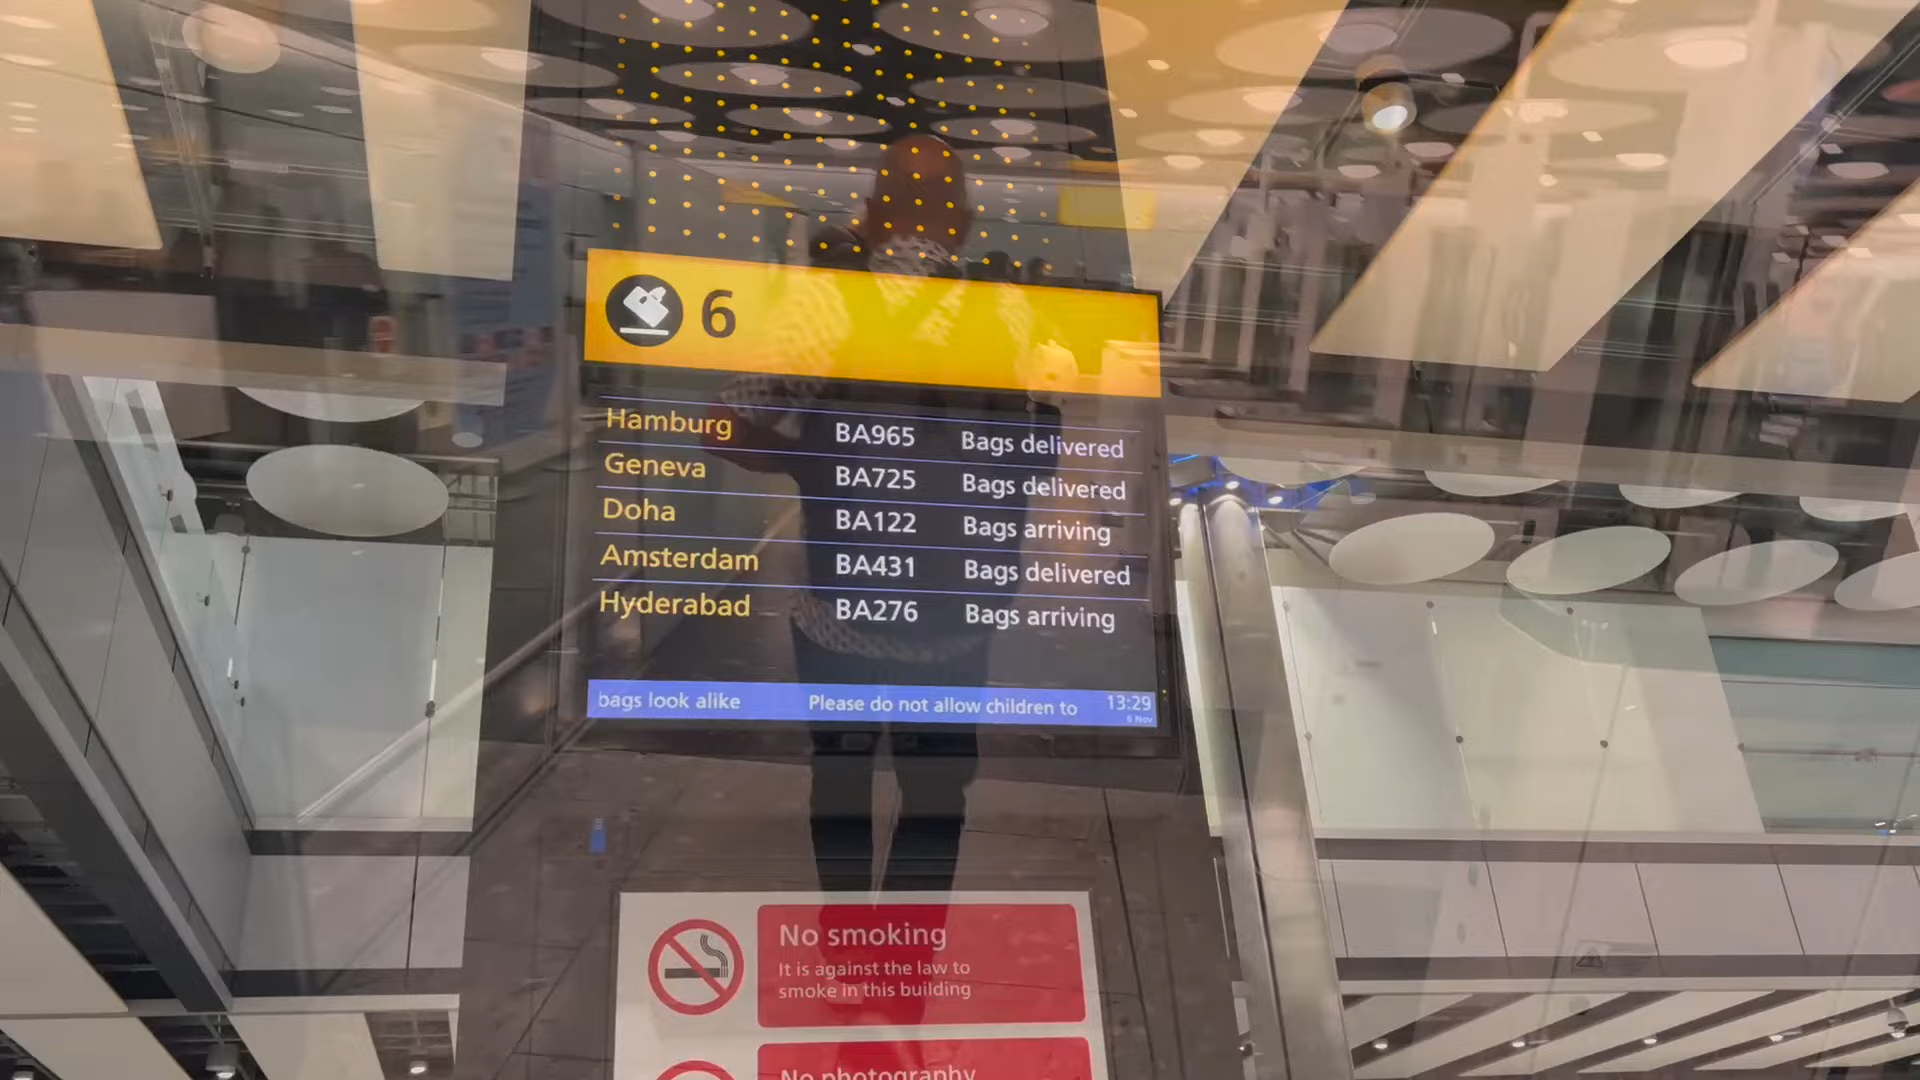 6
Hamburg BA965 Bags delivered
Geneva BA725 Bags delivered
Doha BA122 Bags arriving
Amsterdam BA431 Bags delivered
Hyderabad BA276 Bags arriving
bags look alike Please do not allow children to 13:29
6 Nov
No smoking
It is against the law to
smoke in this building
No photography